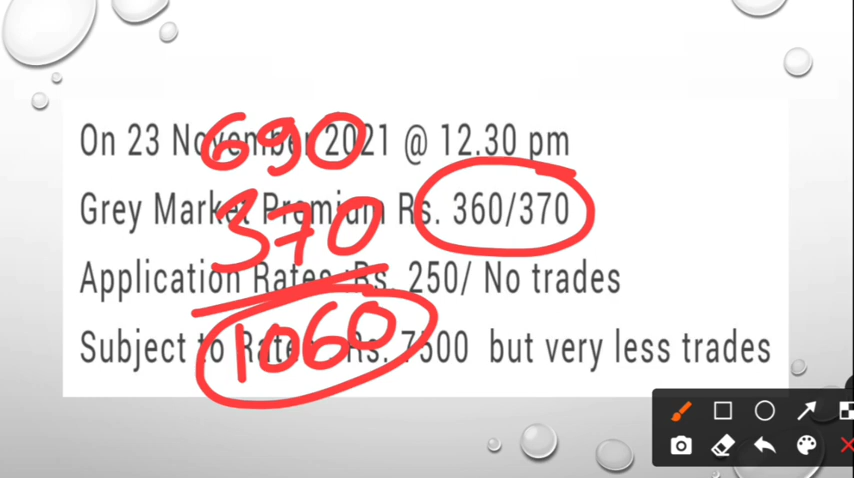 On 23 November 2021 @ 12.30 pm
690
Grey Market Premium Rs. 360/370
370
Application Rates :Rs. 250/ No trades
1060
Subject to Rates Rs. 7500 but very less trades